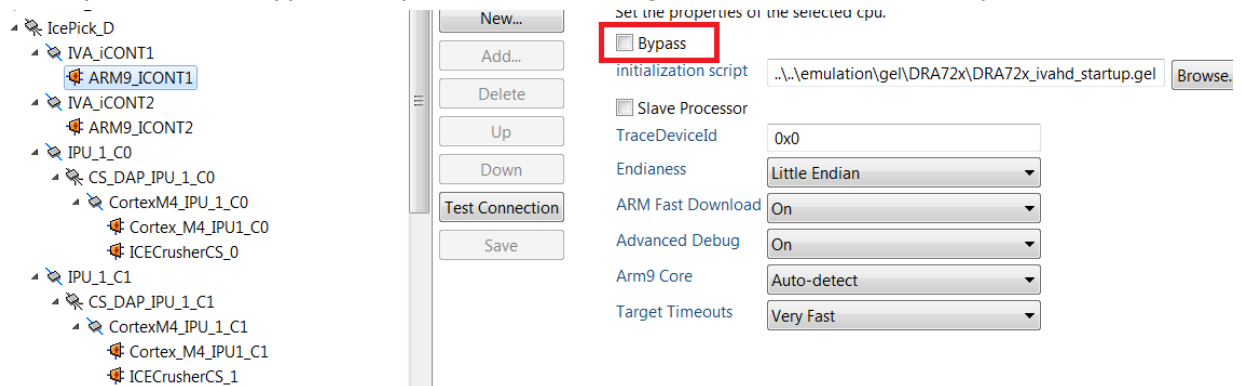 Set the properties of the selected cpu.
IcePick_D
IVA_iCONT1
ARM9_ICONT1
IVA_iCONT2
ARM9_ICONT2
IPU_1_C0
CS_DAP_IPU_1_C0
CortexM4_IPU_1_C0
Cortex_M4_IPU1_C0
ICECrusherCS_0
IPU_1_C1
CS_DAP_IPU_1_C1
CortexM4_IPU_1_C1
Cortex_M4_IPU1_C1
ICECrusherCS_1
New...
Add...
Delete
Up
Down
Test Connection
Save
Bypass
initialization script ..\..\emulation\gel\DRA72x\DRA72x_ivahd_startup.gel Browse..
Slave Processor
TraceDeviceId 0x0
Endianess Little Endian
ARM Fast Download On
Advanced Debug On
Arm9 Core Auto-detect
Target Timeouts Very Fast